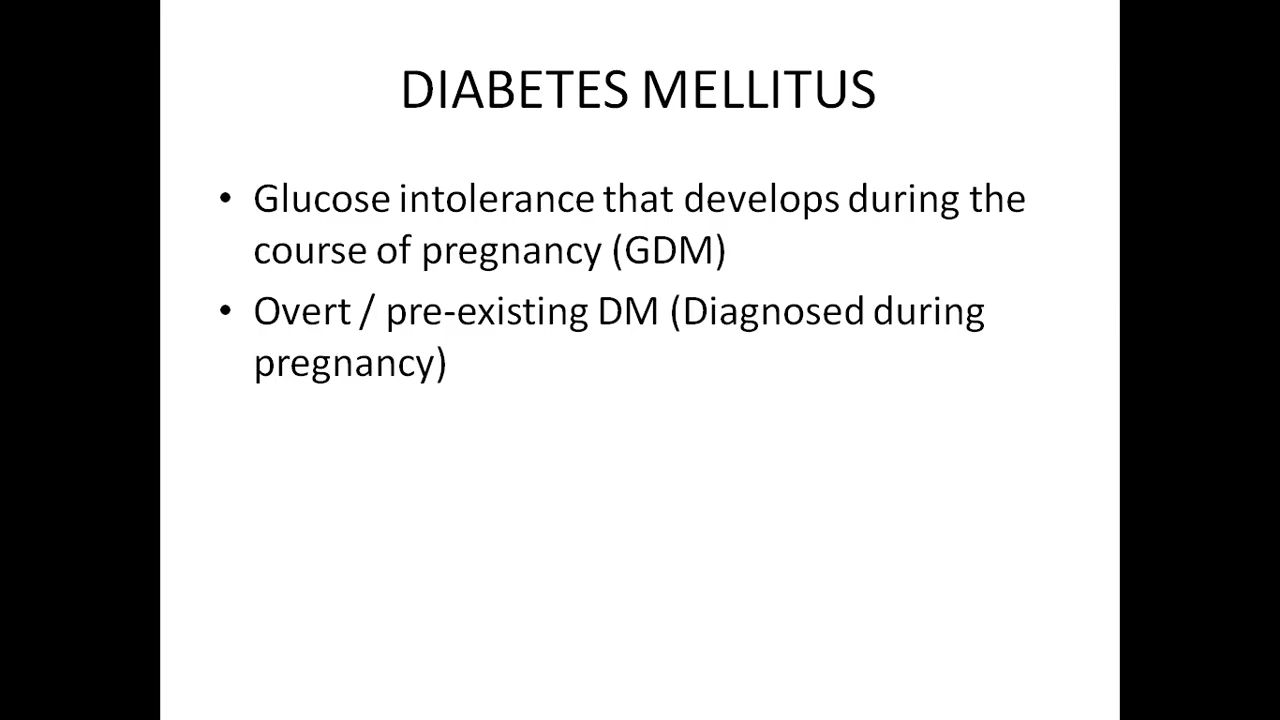 DIABETES MELLITUS
• Glucose intolerance that develops during the
course of pregnancy (GDM)
• Overt / pre-existing DM (Diagnosed during
pregnancy)